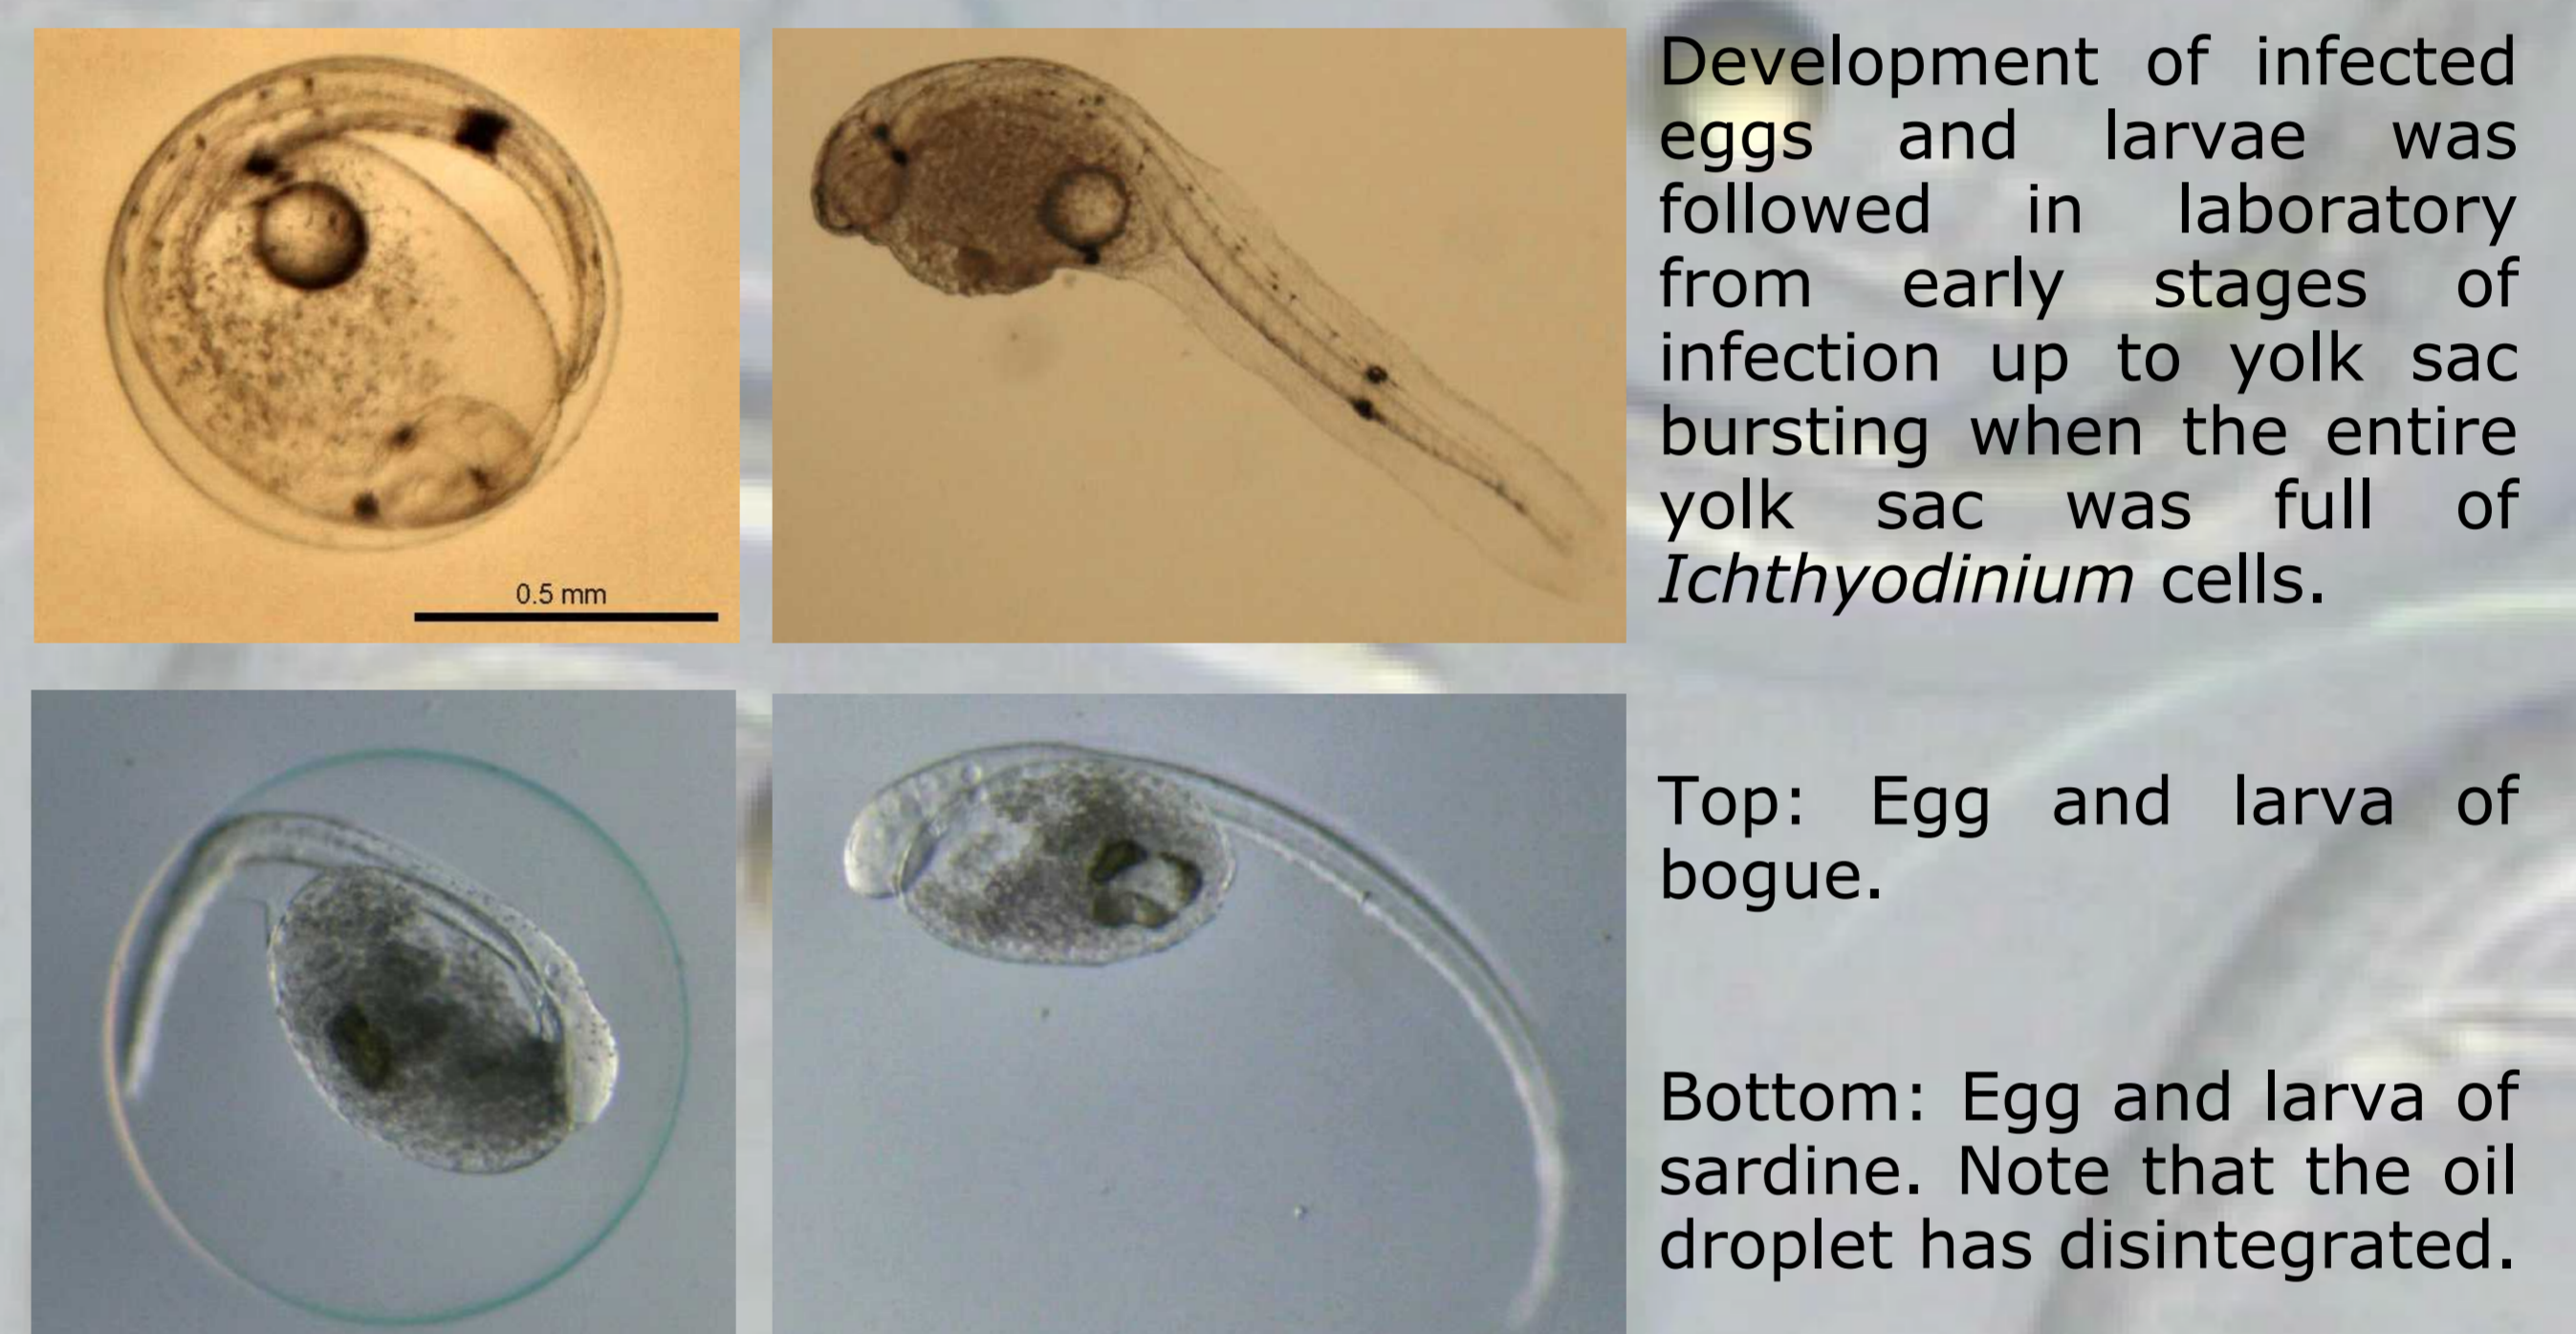 0.5 mm
Development of infected
eggs and larvae was
followed in laboratory
from early stages of
infection up to yolk sac
bursting when the entire
yolk sac was full of
Ichthyodinium cells.
Top: Egg and larva of
bogue.
Bottom: Egg and larva of
sardine. Note that the oil
droplet has disintegrated.